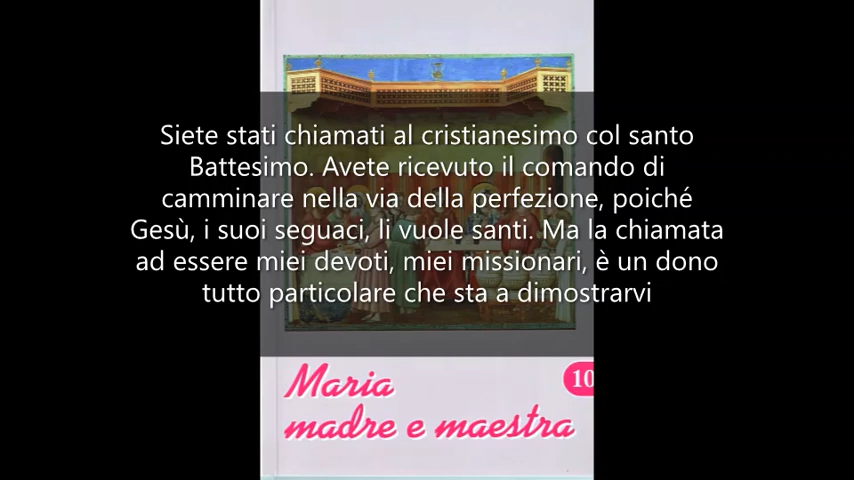 Siete stati chiamati al cristianesimo col santo
Battesimo. Avete ricevuto il comando di
camminare nella via della perfezione, poiché
Gesù, i suoi seguaci, li vuole santi. Ma la chiamata
ad essere miei devoti, miei missionari, è un dono
tutto particolare che sta a dimostrarvi
Maria
10
madre e maestra